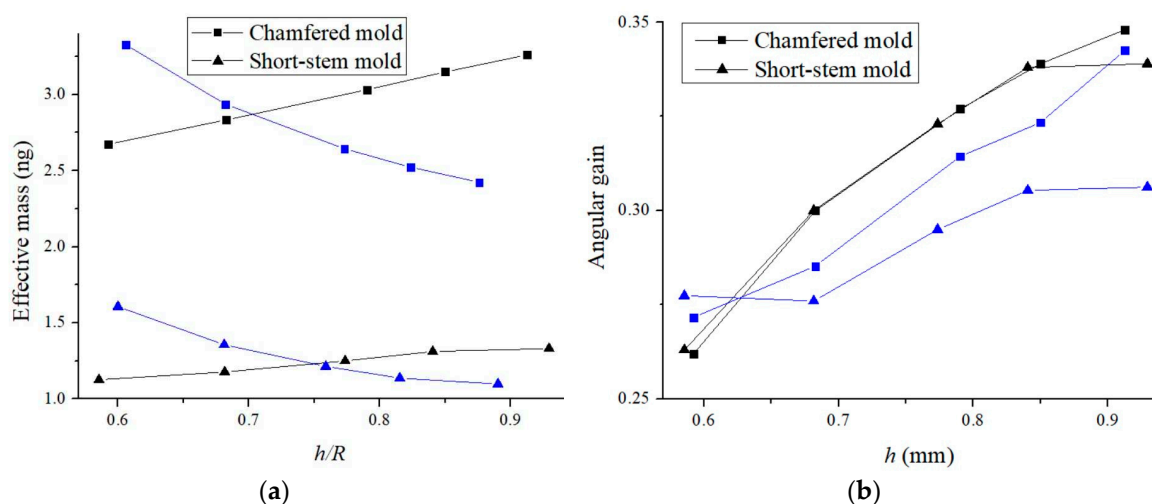 Chamfered mold
Short-stem mold
Effective mass (ng)
3.0
2.5
2.0
1.5
1.0
0.6
0.7
0.8
0.9
h/R
(a)
Chamfered mold
Short-stem mold
Angular gain
0.35
0.30
0.25
0.6
0.7
0.8
0.9
h (mm)
(b)